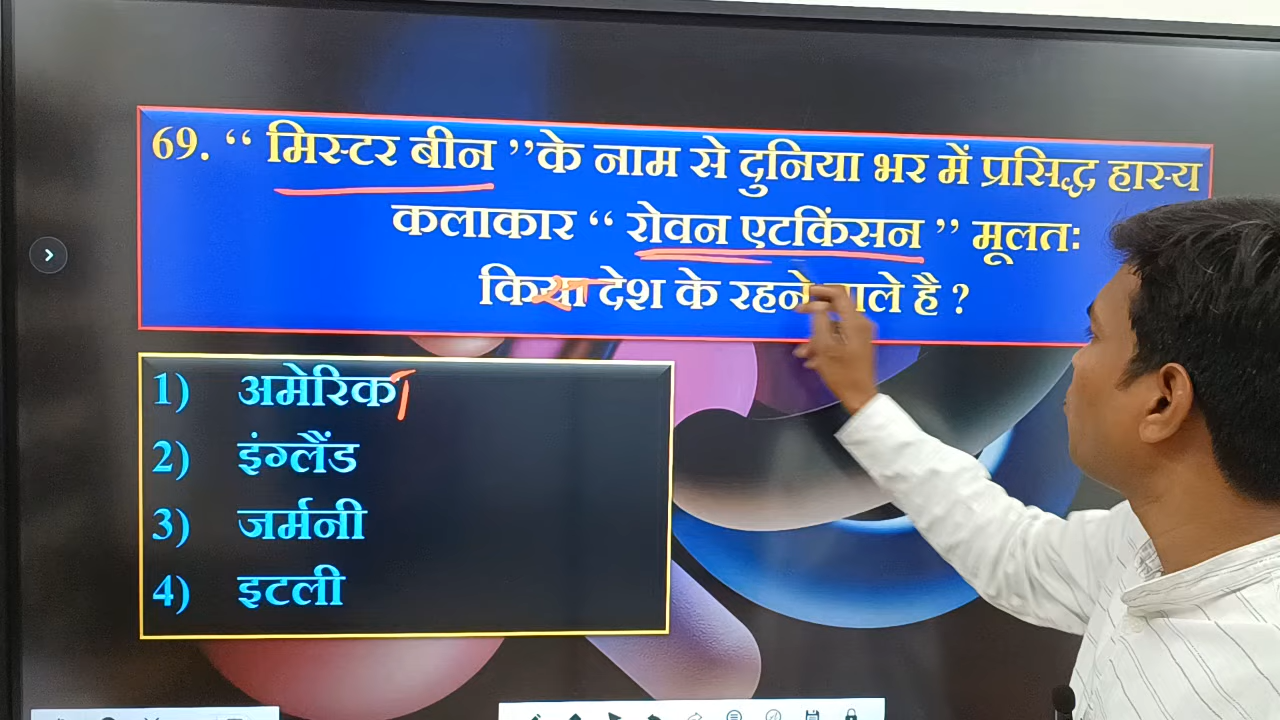 69. “ मिस्टर बीन ”के नाम से दुनिया भर में प्रसिद्ध हास्य
कलाकार “ रोवन एटकिंसन ” मूलतः
देश के रहने वाले है ?
1) अमेरिका
2) इंग्लैंड
3) जर्मनी
4) इटली